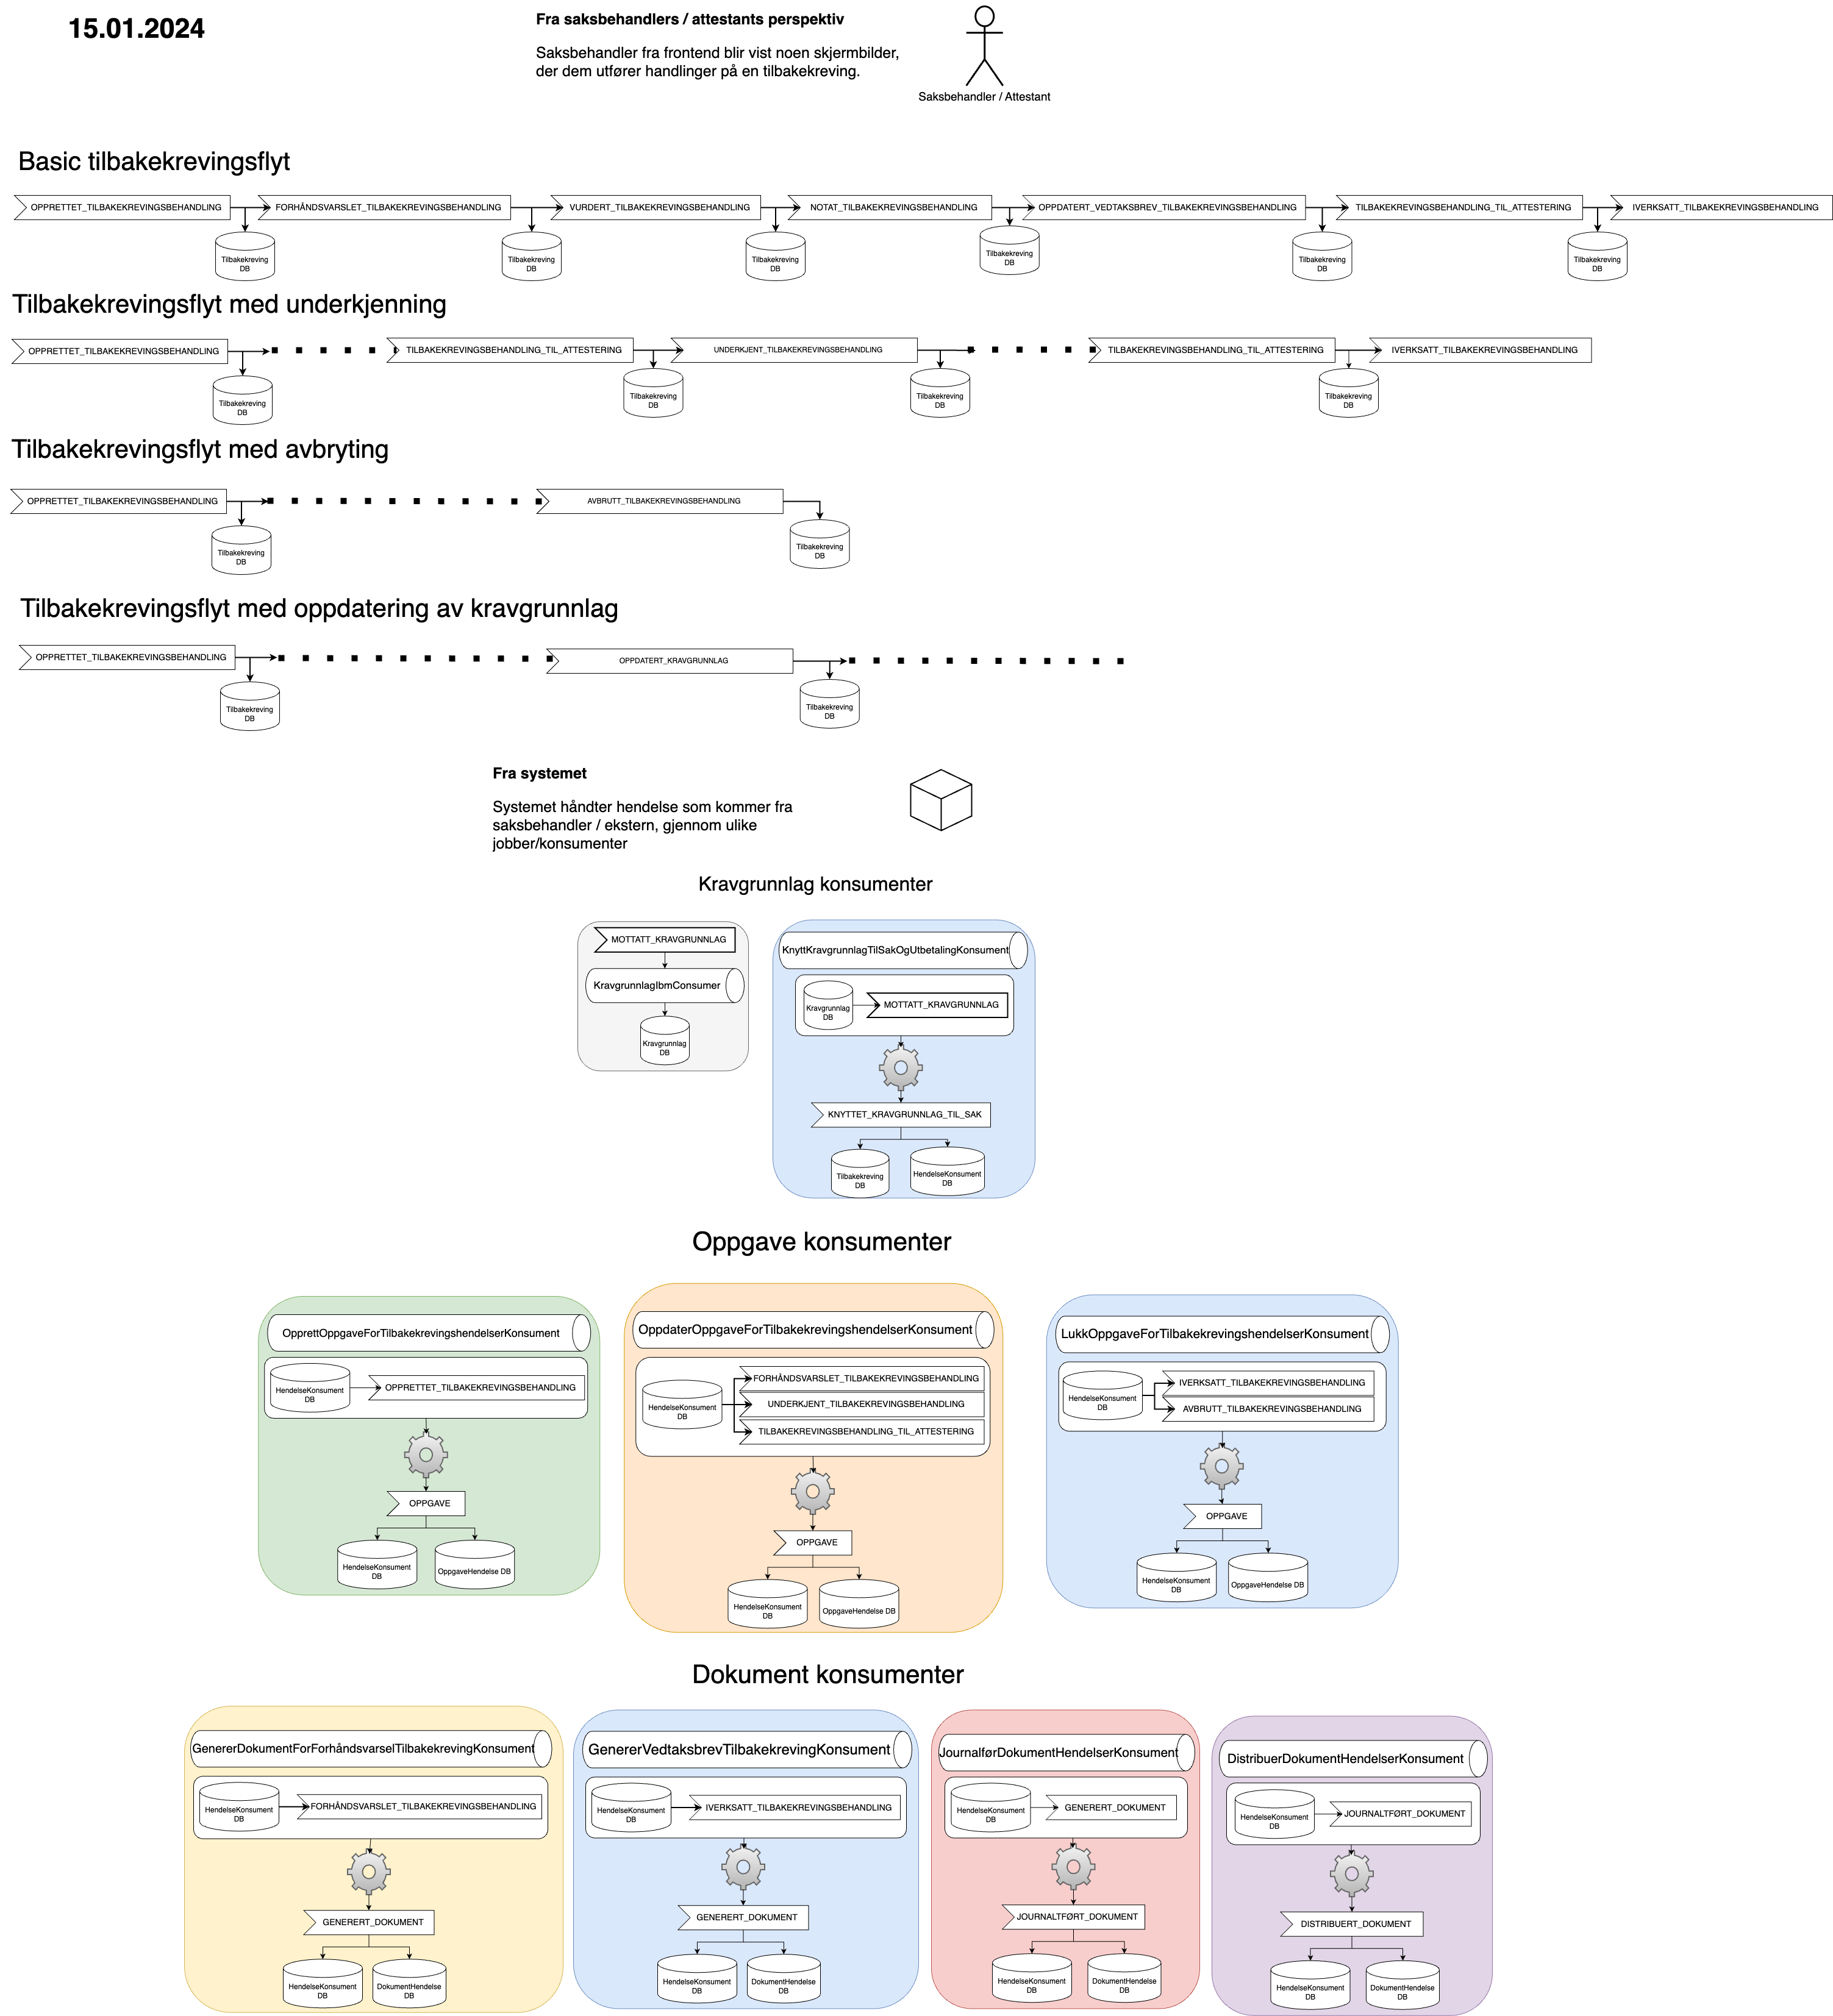 15.01.2024
Fra saksbehandlers / attestants perspektiv
Saksbehandler fra frontend blir vist noen skjermbilder,
der dem utfører handlinger på en tilbakekreving.
Saksbehandler / Attestant
Basic tilbakekrevingsflyt
OPPRETTET_TILBAKEKREVINGSBEHANDLING
FORHÅNDSVARSLET_TILBAKEKREVINGSBEHANDLING
VURDERT_TILBAKEKREVINGSBEHANDLING
NOTAT_TILBAKEKREVINGSBEHANDLING
OPPDATERT_VEDTAKSBREV_TILBAKEKREVINGSBEHANDLING
TILBAKEKREVINGSBEHANDLING_TIL_ATTESTERING
IVERKSATT_TILBAKEKREVINGSBEHANDLING
Tilbakekreving
DB
Tilbakekreving
DB
Tilbakekreving
DB
Tilbakekreving
DB
Tilbakekreving
DB
Tilbakekreving
DB
Tilbakekrevingsflyt med underkjenning
OPPRETTET_TILBAKEKREVINGSBEHANDLING
TILBAKEKREVINGSBEHANDLING_TIL_ATTESTERING
UNDERKJENT_TILBAKEKREVINGSBEHANDLING
TILBAKEKREVINGSBEHANDLING_TIL_ATTESTERING
IVERKSATT_TILBAKEKREVINGSBEHANDLING
Tilbakekreving
DB
Tilbakekreving
DB
Tilbakekreving
DB
Tilbakekreving
DB
Tilbakekrevingsflyt med avbryting
OPPRETTET_TILBAKEKREVINGSBEHANDLING
AVBRUTT_TILBAKEKREVINGSBEHANDLING
Tilbakekreving
DB
Tilbakekreving
DB
Tilbakekrevingsflyt med oppdatering av kravgrunnlag
OPPRETTET_TILBAKEKREVINGSBEHANDLING
OPPDATERT_KRAVGRUNNLAG
Tilbakekreving
DB
Tilbakekreving
DB
Fra systemet
Systemet håndter hendelse som kommer fra
saksbehandler / ekstern, gjennom ulike
jobber/konsumenter
Kravgrunnlag konsumenter
MOTTATT_KRAVGRUNNLAG
KravgrunnlagIbmConsumer
Kravgrunnlag
DB
KnyttKravgrunnlagTilSakOgUtbetalingKonsument
Kravgrunnlag
DB
MOTTATT_KRAVGRUNNLAG
KNYTTET_KRAVGRUNNLAG_TIL_SAK
Tilbakekreving
DB
HendelseKonsument
DB
Oppgave konsumenter
OpprettOppgaveForTilbakekrevingshendelserKonsument
HendelseKonsument
DB
OPPRETTET_TILBAKEKREVINGSBEHANDLING
OPPGAVE
HendelseKonsument
DB
OppgaveHendelse DB
OppdaterOppgaveForTilbakekrevingshendelserKonsument
HendelseKonsument
DB
FORHÅNDSVARSLET_TILBAKEKREVINGSBEHANDLING
UNDERKJENT_TILBAKEKREVINGSBEHANDLING
TILBAKEKREVINGSBEHANDLING_TIL_ATTESTERING
OPPGAVE
HendelseKonsument
DB
OppgaveHendelse DB
LukkOppgaveForTilbakekrevingshendelserKonsument
HendelseKonsument
DB
IVERKSATT_TILBAKEKREVINGSBEHANDLING
AVBRUTT_TILBAKEKREVINGSBEHANDLING
OPPGAVE
HendelseKonsument
DB
OppgaveHendelse DB
Dokument konsumenter
GenererDokumentForForhåndsvarselTilbakekrevingKonsument
HendelseKonsument
DB
FORHÅNDSVARSLET_TILBAKEKREVINGSBEHANDLING
GENERERT_DOKUMENT
HendelseKonsument
DB
DokumentHendelse
DB
GenererVedtaksbrevTilbakekrevingKonsument
HendelseKonsument
DB
IVERKSATT_TILBAKEKREVINGSBEHANDLING
GENERERT_DOKUMENT
HendelseKonsument
DB
DokumentHendelse
DB
JournalførDokumentHendelserKonsument
HendelseKonsument
DB
GENERERT_DOKUMENT
JOURNALTFØRT_DOKUMENT
HendelseKonsument
DB
DokumentHendelse
DB
DistribuerDokumentHendelserKonsument
HendelseKonsument
DB
JOURNALTFØRT_DOKUMENT
DISTRIBUERT_DOKUMENT
HendelseKonsument
DB
DokumentHendelse
DB